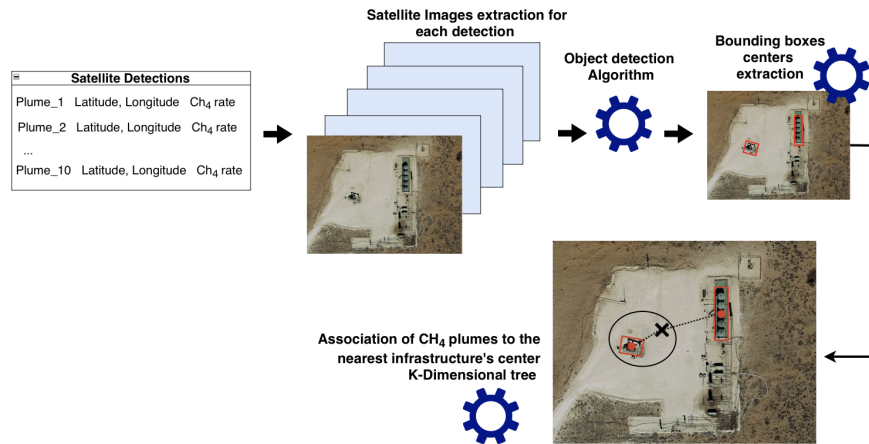 Satellite Images extraction for
each detection
Satellite Detections
Plume_1 Latitude, Longitude Ch₄ rate
Plume_2 Latitude, Longitude Ch₄ rate
...
Plume_10 Latitude, Longitude Ch₄ rate
Object detection
Algorithm
Bounding boxes
centers
extraction
Association of CH₄ plumes to the
nearest infrastructure's center
K-Dimensional tree